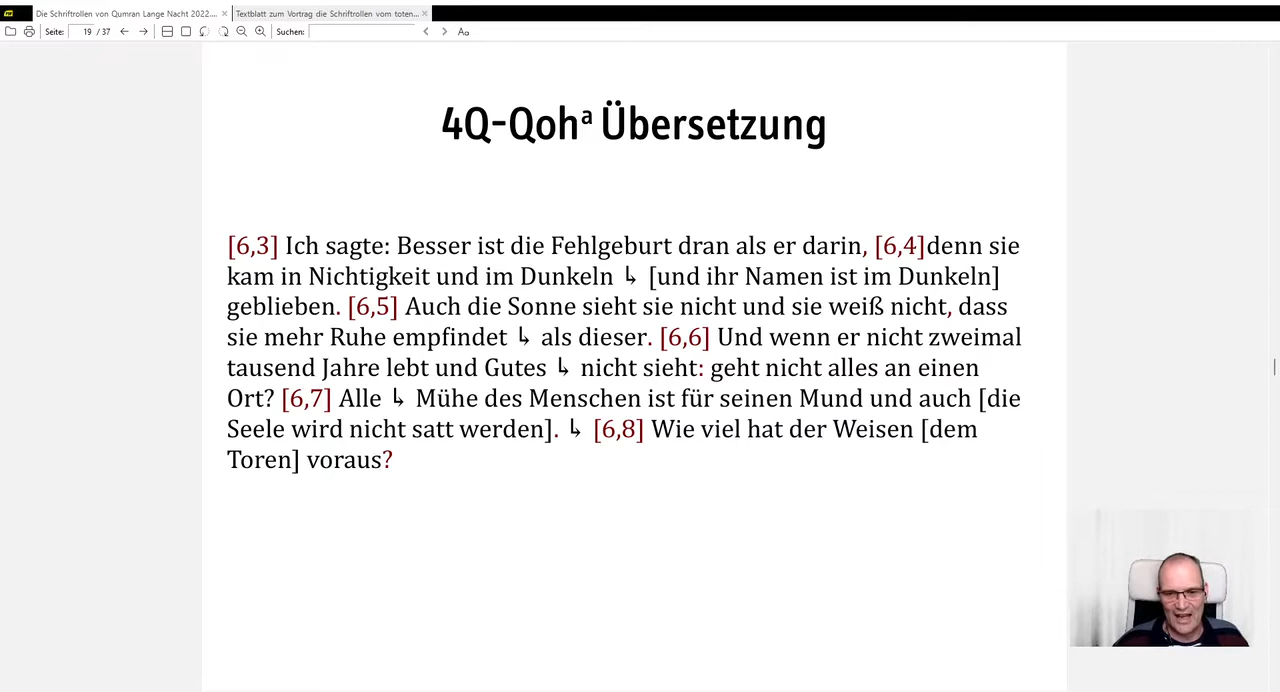 Die Schriftrollen von Qumran Lange Nacht 2022....
Textblatt zum Vortrag die Schriftrollen vom toten...
Seite: 19 / 37 Suchen: Aa
4Q-Qohᵃ Übersetzung
[6,3] Ich sagte: Besser ist die Fehlgeburt dran als er darin, [6,4]denn sie
kam in Nichtigkeit und im Dunkeln ↳ [und ihr Namen ist im Dunkeln]
geblieben. [6,5] Auch die Sonne sieht sie nicht und sie weiß nicht, dass
sie mehr Ruhe empfindet ↳ als dieser. [6,6] Und wenn er nicht zweimal
tausend Jahre lebt und Gutes ↳ nicht sieht: geht nicht alles an einen
Ort? [6,7] Alle ↳ Mühe des Menschen ist für seinen Mund und auch [die
Seele wird nicht satt werden]. ↳ [6,8] Wie viel hat der Weisen [dem
Toren] voraus?